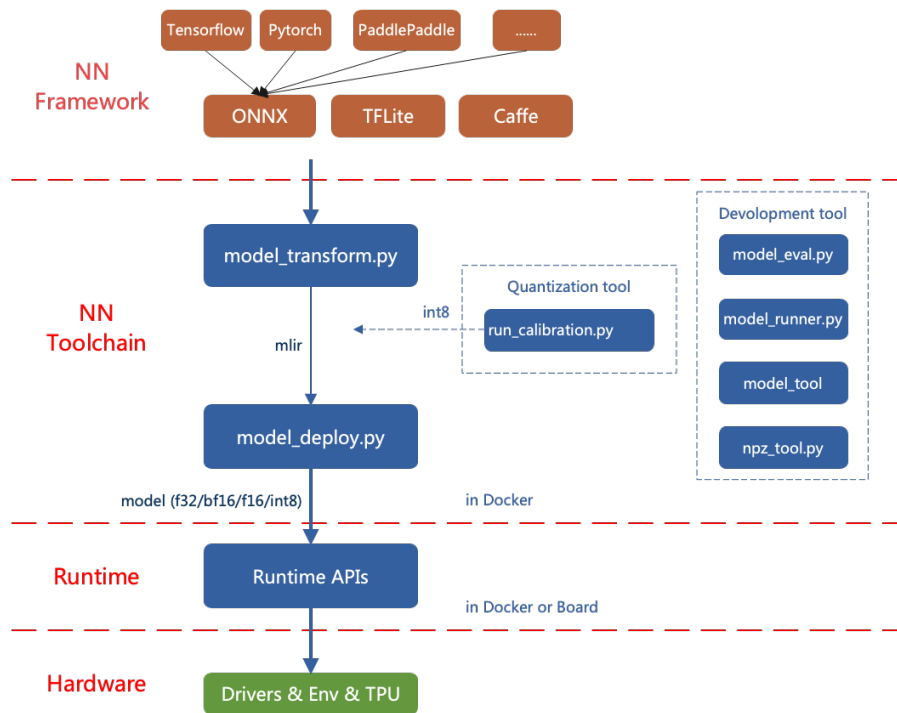 Tensorflow
Pytorch
PaddlePaddle
......
NN
Framework
ONNX
TFLite
Caffe
NN
Toolchain
model_transform.py
mlir
int8
Quantization tool
run_calibration.py
Devolopment tool
model_eval.py
model_runner.py
model_tool
npz_tool.py
model_deploy.py
model (f32/bf16/f16/int8)
in Docker
Runtime
Runtime APIs
in Docker or Board
Hardware
Drivers & Env & TPU